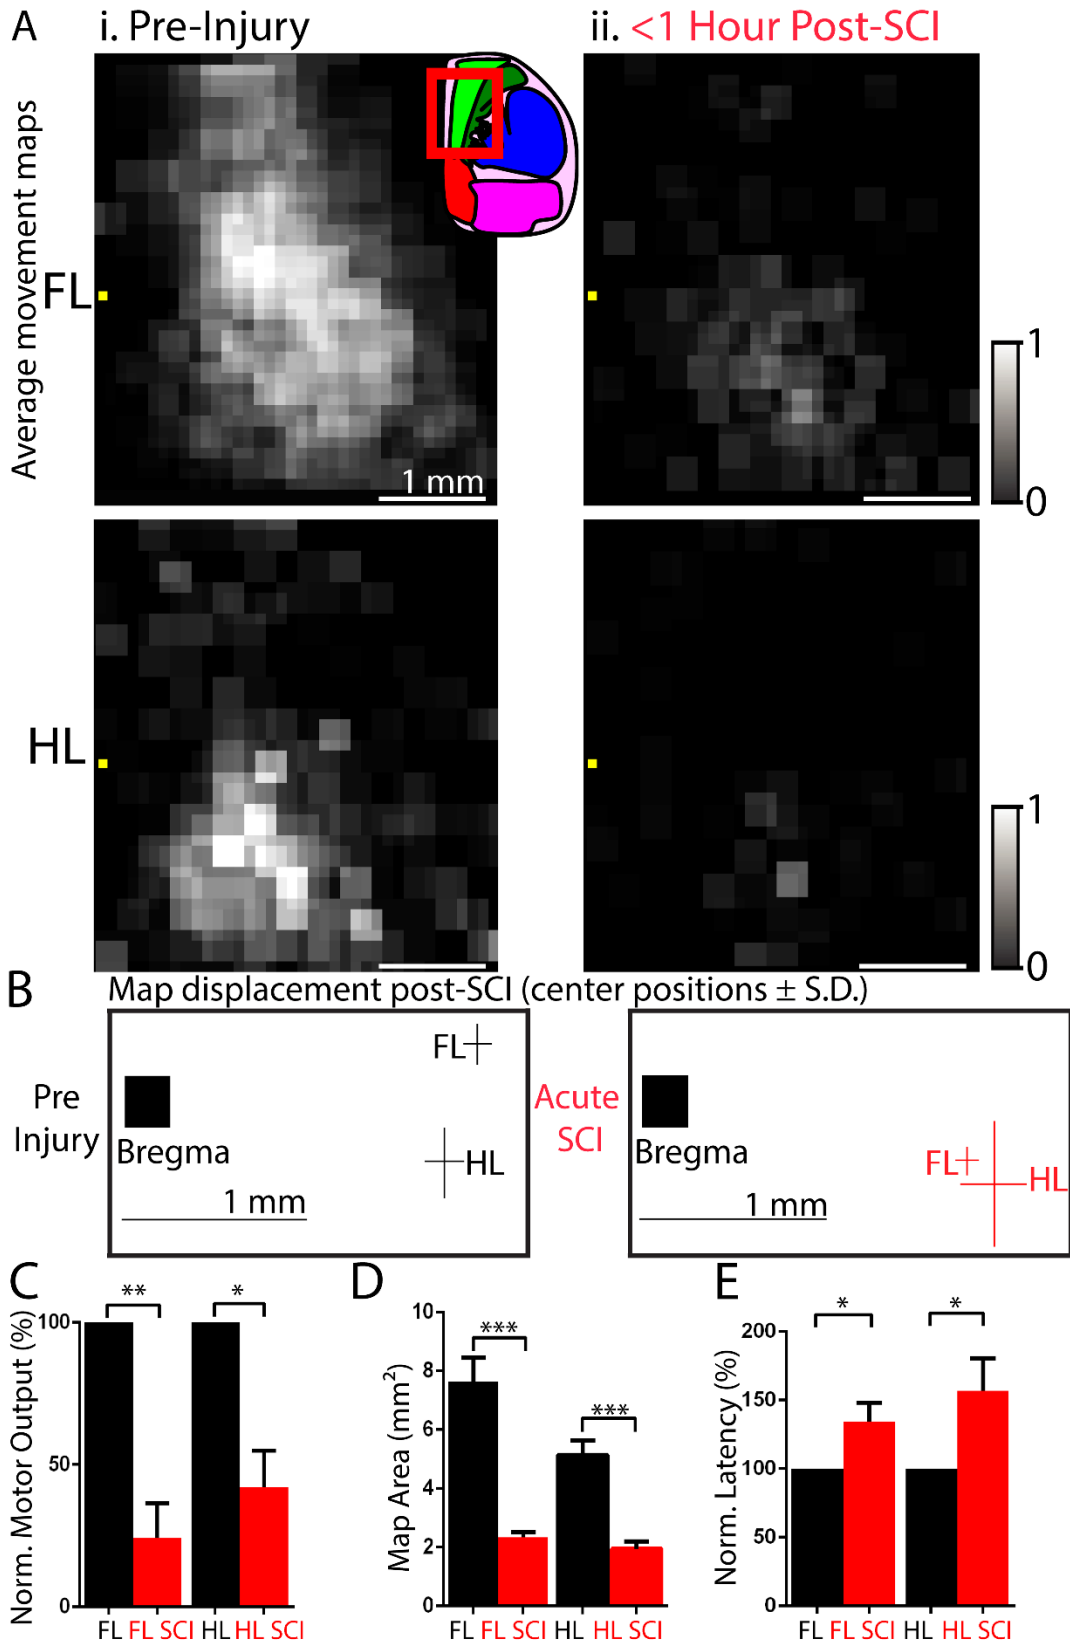 A
i. Pre-Injury
ii. <1 Hour Post-SCI
Average movement maps
FL
1 mm
1
0
HL
1
0
B
Map displacement post-SCI (center positions ± S.D.)
Pre
Injury
FL
Bregma
HL
1 mm
Acute
SCI
Bregma
FL
HL
1 mm
C
Norm. Motor Output (%)
100
50
0
**
*
FL FL SCI HL HL SCI
D
Map Area (mm²)
10
8
6
4
2
0
***
***
FL FL SCI HL HL SCI
E
Norm. Latency (%)
200
150
100
50
0
*
*
FL FL SCI HL HL SCI